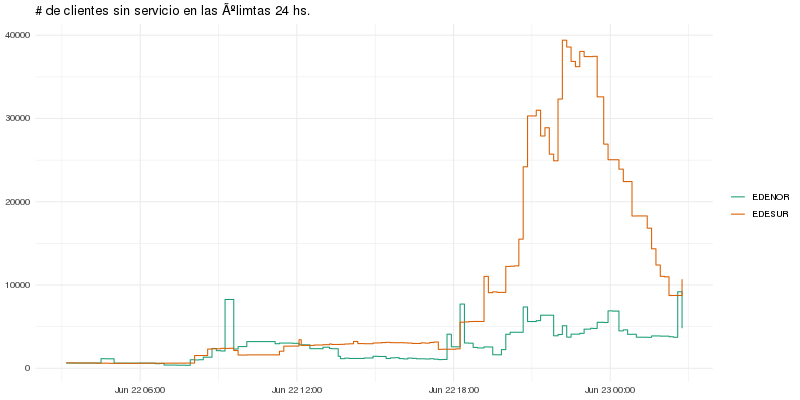 # de clientes sin servicio en las Ãºlimtas 24 hs.
40000
30000
20000
10000
0
Jun 22 06:00
Jun 22 12:00
Jun 22 18:00
Jun 23 00:00
EDENOR
EDESUR